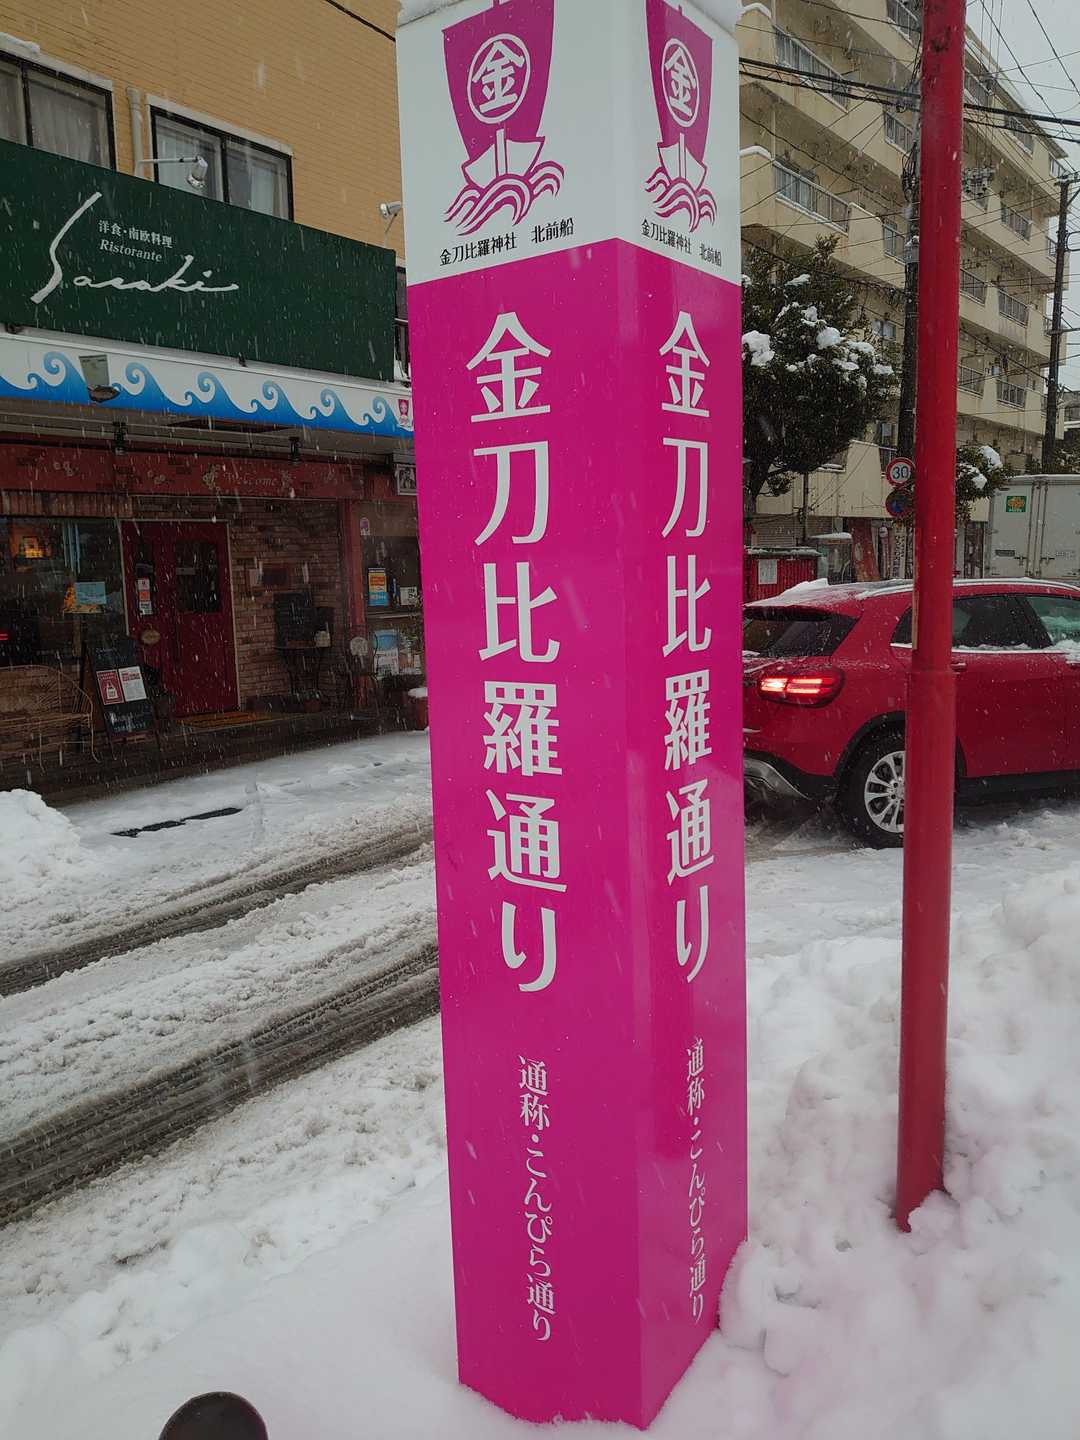 金
金刀比羅神社 北前船
金刀比羅通り
通称・こんぴら通り
金
金刀比羅神社 北前船
金刀比羅通り
通称・こんぴら通り
洋食・南欧料理
Ristorante
Sasaki
Welcome
30